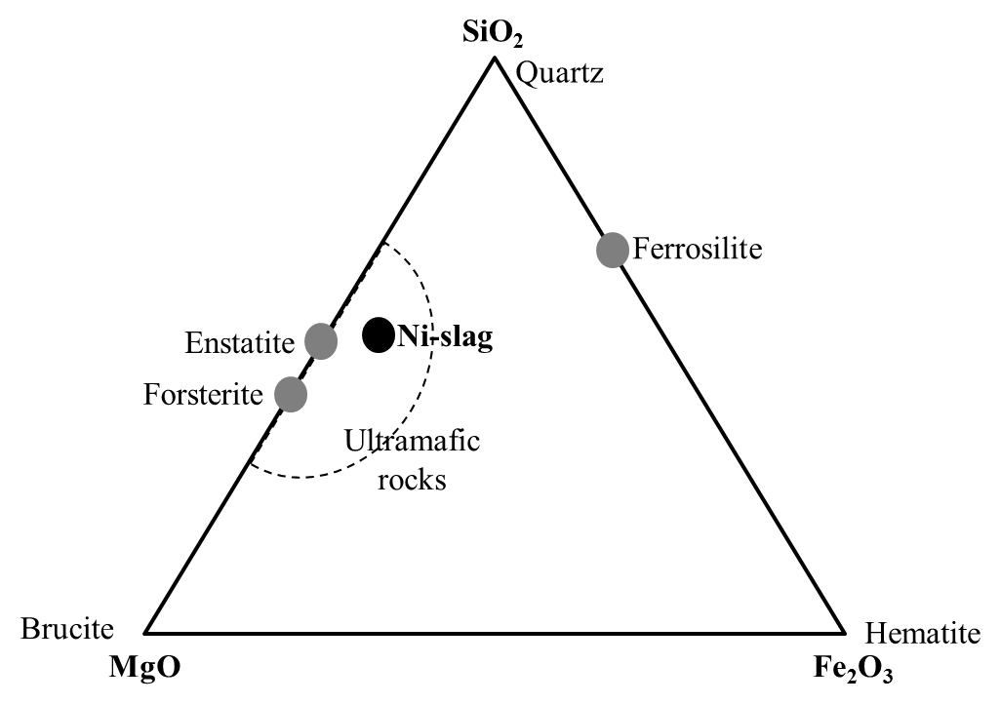 SiO₂
Quartz
Ferrosilite
Enstatite
Ni-slag
Forsterite
Ultramafic
rocks
Brucite
Hematite
MgO
Fe₂O₃